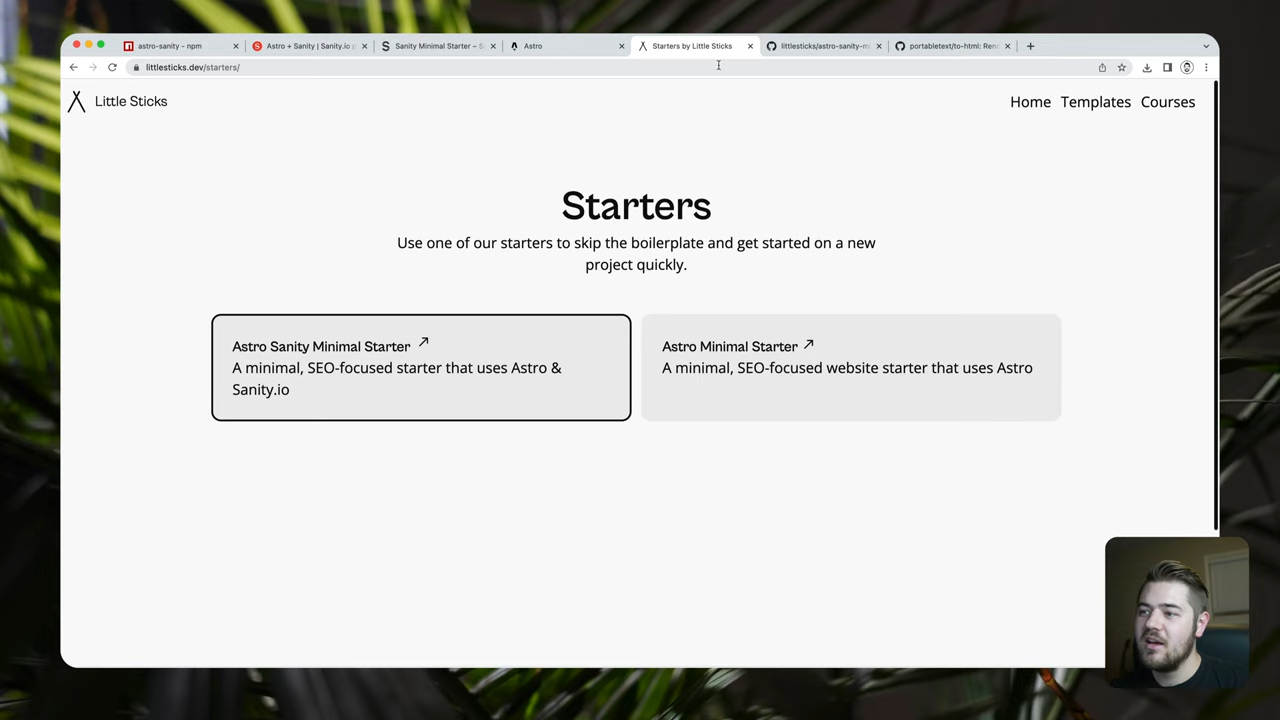 astro-sanity - npm
Astro + Sanity | Sanity.io
Sanity Minimal Starter –
Astro
Starters by Little Sticks
littlesticks/astro-sanity-m
portabletext/to-html: Ren
littlesticks.dev/starters/
Little Sticks
Home Templates Courses
Starters
Use one of our starters to skip the boilerplate and get started on a new
project quickly.
Astro Sanity Minimal Starter
A minimal, SEO-focused starter that uses Astro &
Sanity.io
Astro Minimal Starter
A minimal, SEO-focused website starter that uses Astro